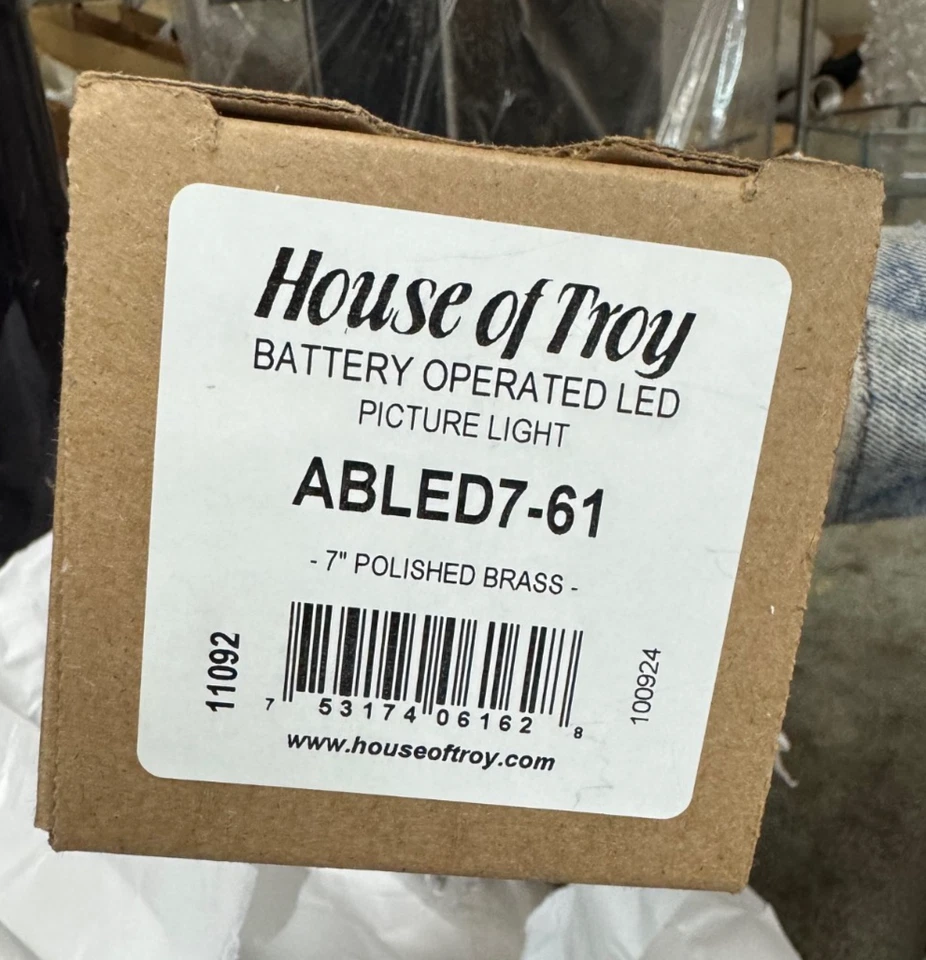 House of Troy
BATTERY OPERATED LED
PICTURE LIGHT
ABLED7-61
- 7" POLISHED BRASS -
11092
7 53174 06162 8
100924
www.houseoftroy.com